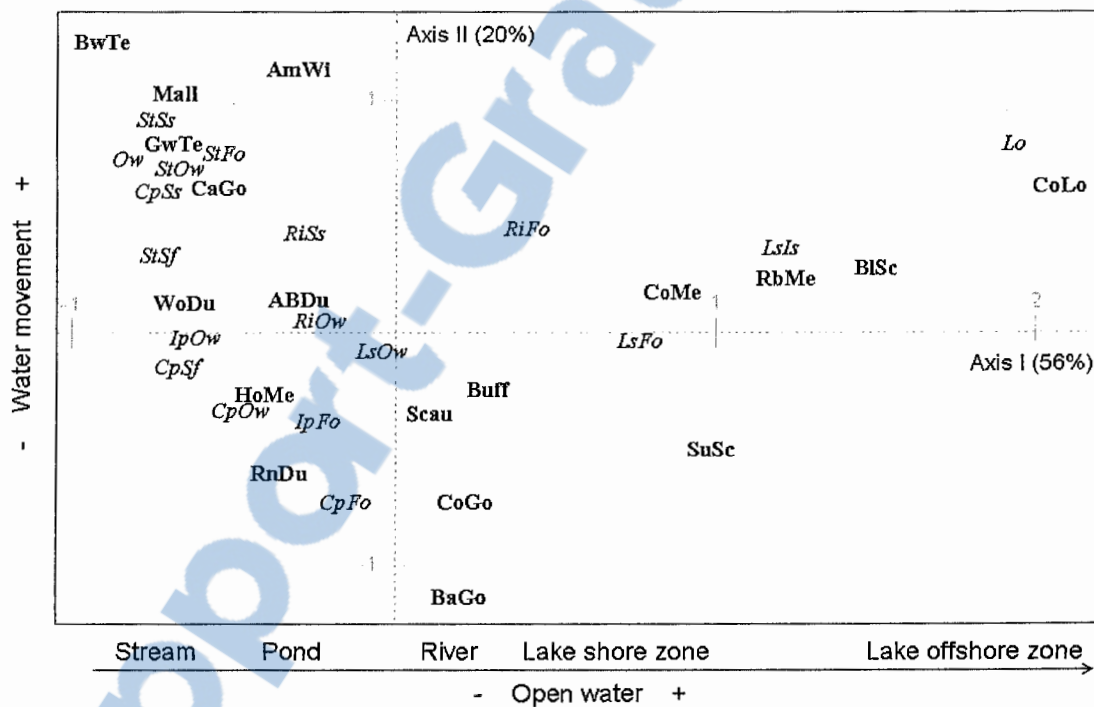 BwTe
Axis II (20%)
AmWi
Mall
1
StSs
GwTe
StFo
Lo
Ow
StOw
CpSs
CaGo
CoLo
RiSs
RiFo
StSf
LsIs
BlSc
RbMe
CoMe
WoDu
ABDu
-1
1
2
RiOw
IpOw
LsOw
LsFo
CpSf
Axis I (56%)
HoMe
Buff
CpOw
Scau
IpFo
SuSc
RnDu
CpFo
CoGo
-1
BaGo
- Water movement +
Stream Pond River Lake shore zone Lake offshore zone
- Open water +